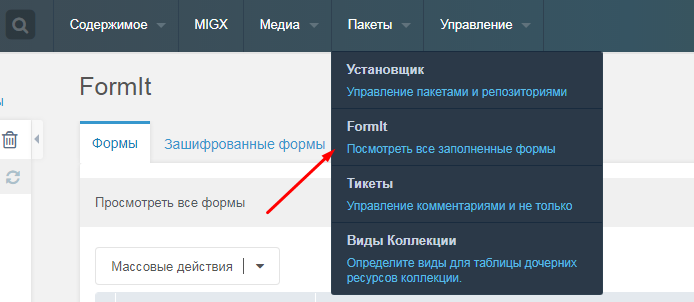 Содержимое MIGX Медиа Пакеты Управление
FormIt
ы
Формы Зашифрованные формы
Просмотреть все формы
Массовые действия
Установщик
Управление пакетами и репозиториями
FormIt
Посмотреть все заполненные формы
Тикеты
Управление комментариями и не только
Виды Коллекции
Определите виды для таблицы дочерних
ресурсов коллекции.